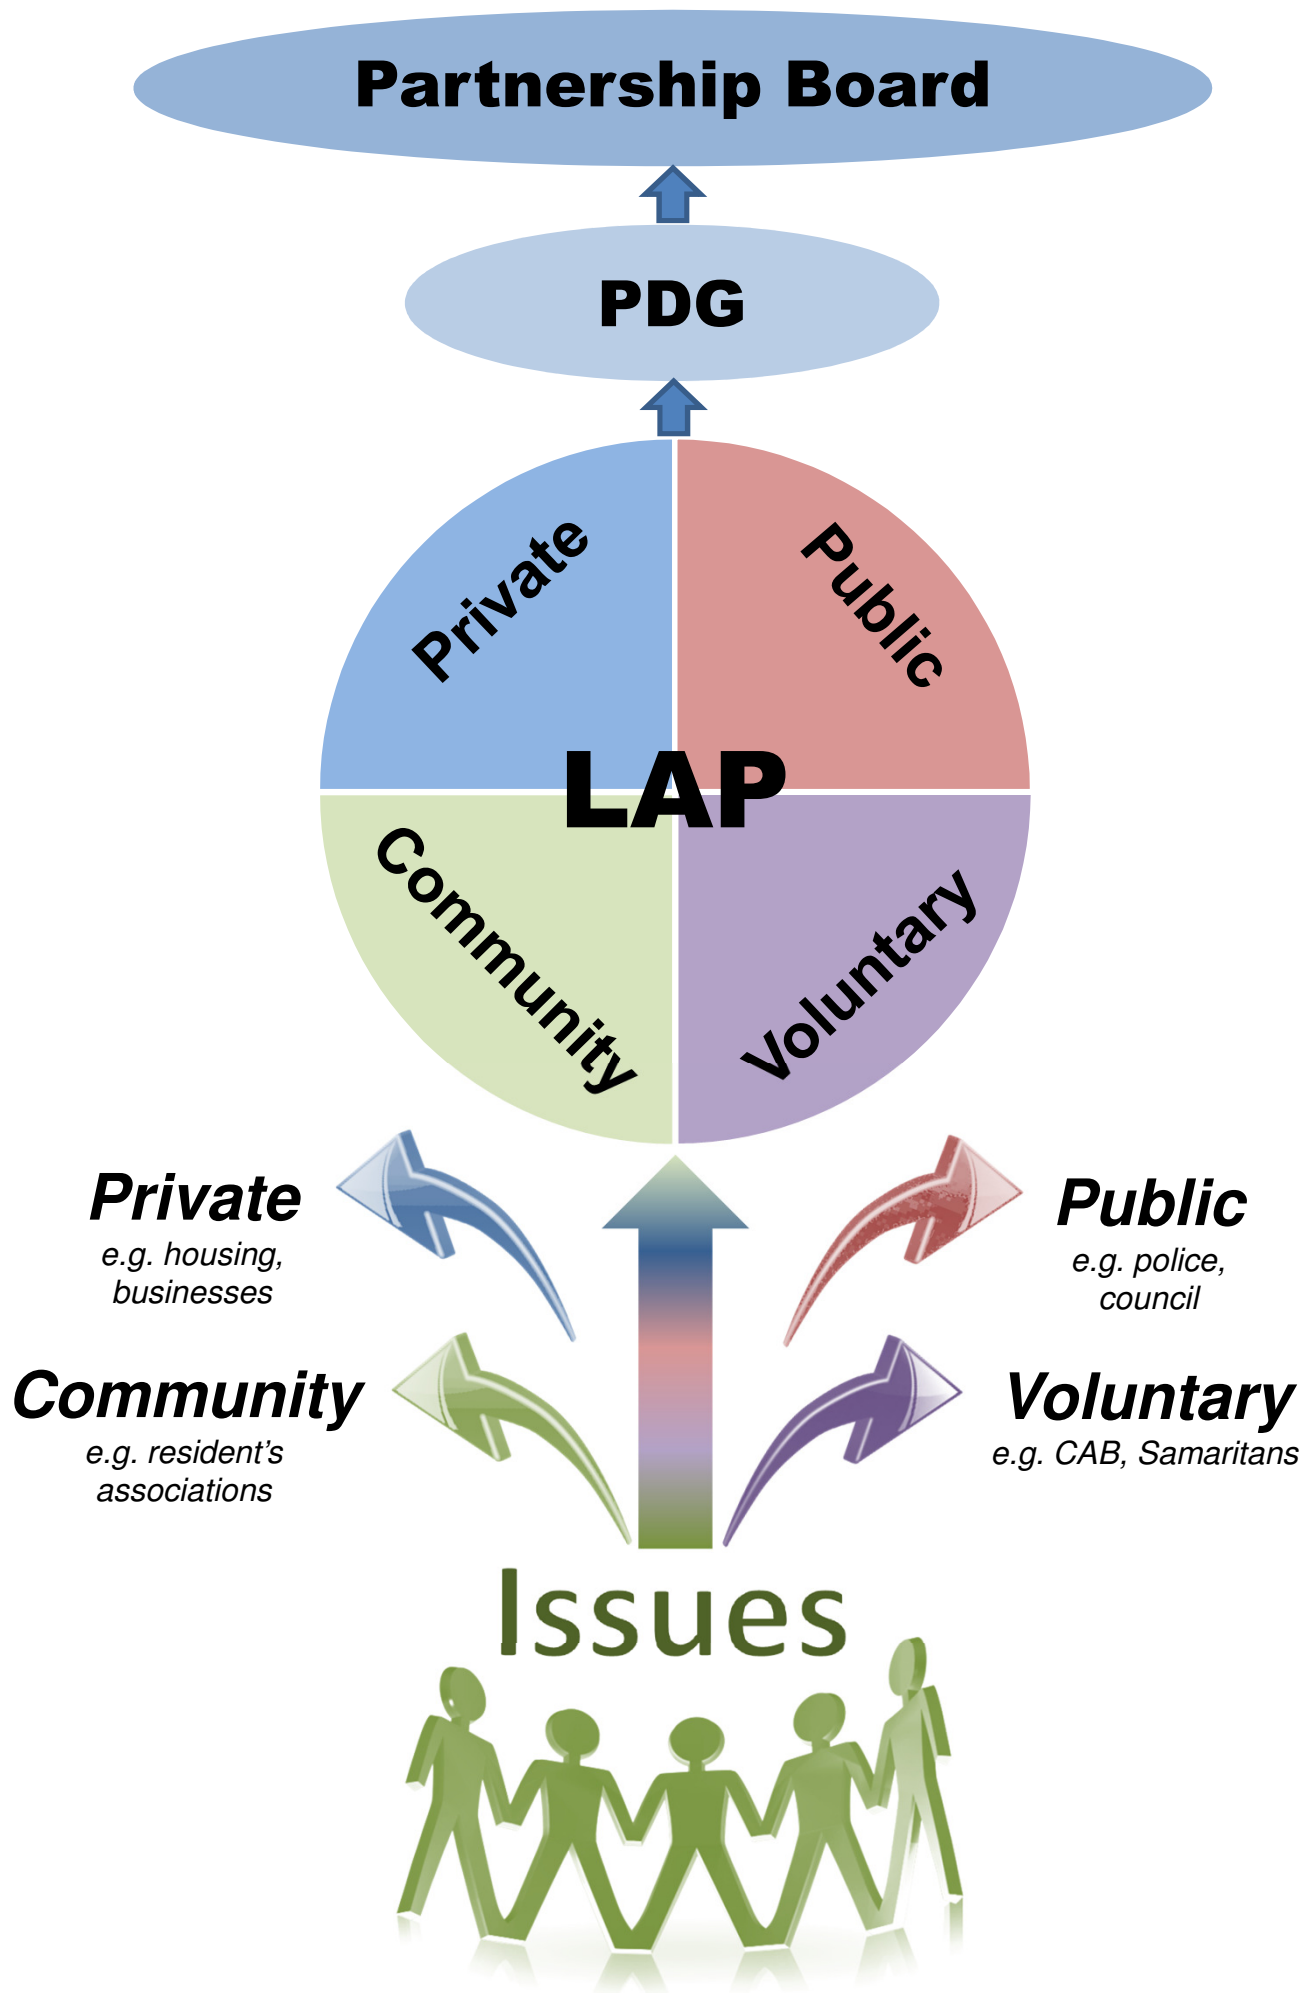 Partnership Board
PDG
Private
Public
LAP
Community
Voluntary
Private
e.g. housing,
businesses
Public
e.g. police,
council
Community
e.g. resident's
associations
Voluntary
e.g. CAB, Samaritans
Issues